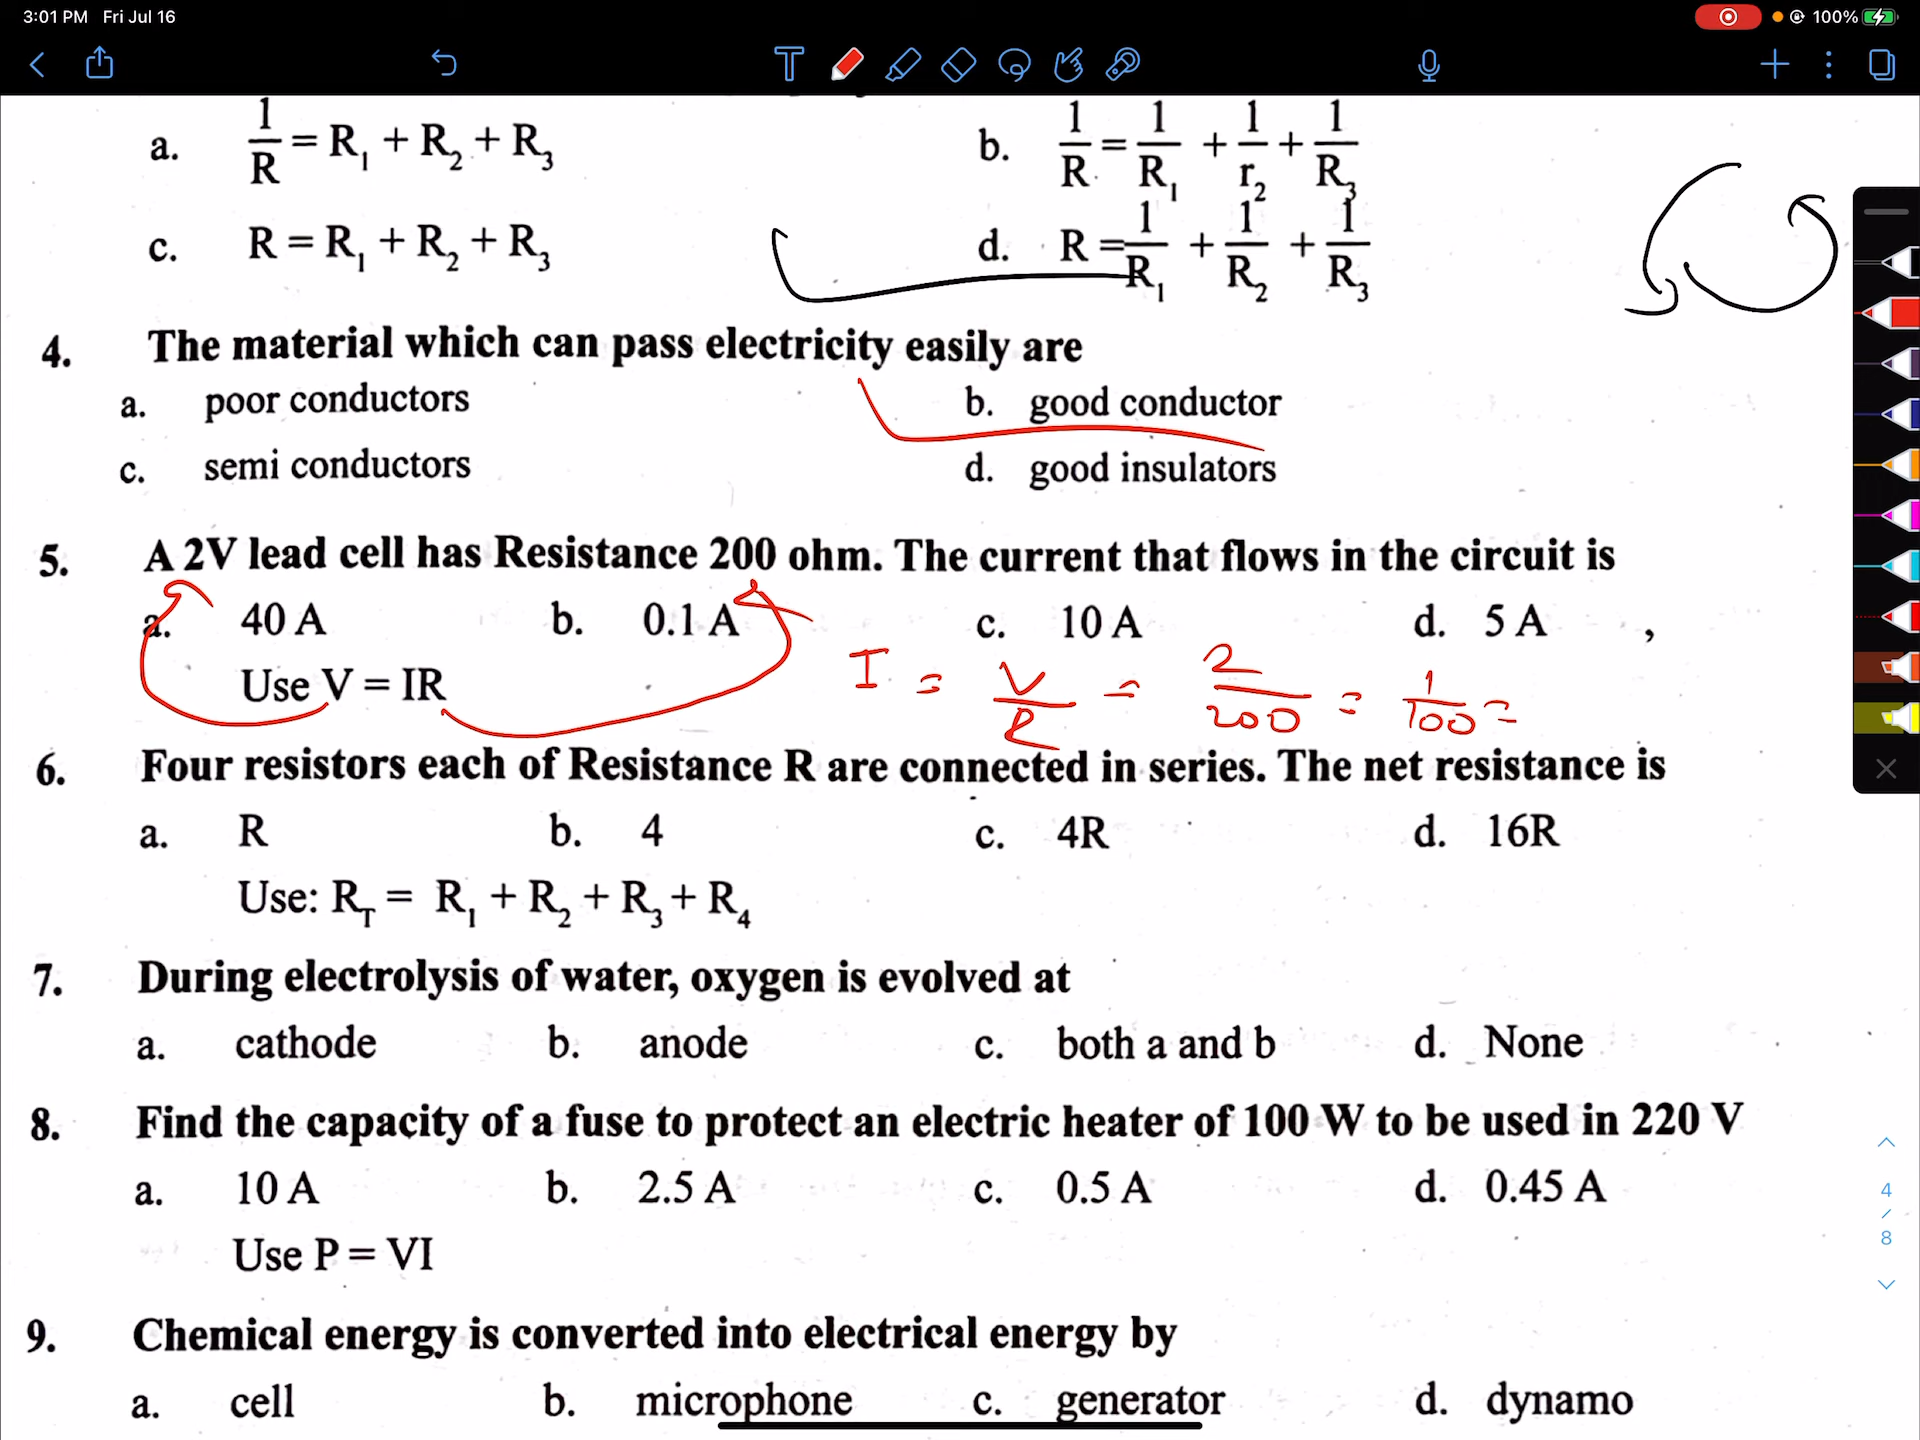 3:01 PM Fri Jul 16
100%
a. 1/R = R₁ + R₂ + R₃
b. 1/R = 1/R₁ + 1/r₂ + 1/R₃
c. R = R₁ + R₂ + R₃
d. R = 1/R₁ + 1/R₂ + 1/R₃
4. The material which can pass electricity easily are
a. poor conductors b. good conductor
c. semi conductors d. good insulators
5. A 2V lead cell has Resistance 200 ohm. The current that flows in the circuit is
a. 40 A b. 0.1 A c. 10 A d. 5 A ,
Use V = IR
I = V/R = 2/200 = 1/100 =
6. Four resistors each of Resistance R are connected in series. The net resistance is
a. R b. 4 c. 4R d. 16R
Use: R_T = R₁ + R₂ + R₃ + R₄
7. During electrolysis of water, oxygen is evolved at
a. cathode b. anode c. both a and b d. None
8. Find the capacity of a fuse to protect an electric heater of 100 W to be used in 220 V
a. 10 A b. 2.5 A c. 0.5 A d. 0.45 A
Use P = VI
4
/
8
9. Chemical energy is converted into electrical energy by
a. cell b. microphone c. generator d. dynamo